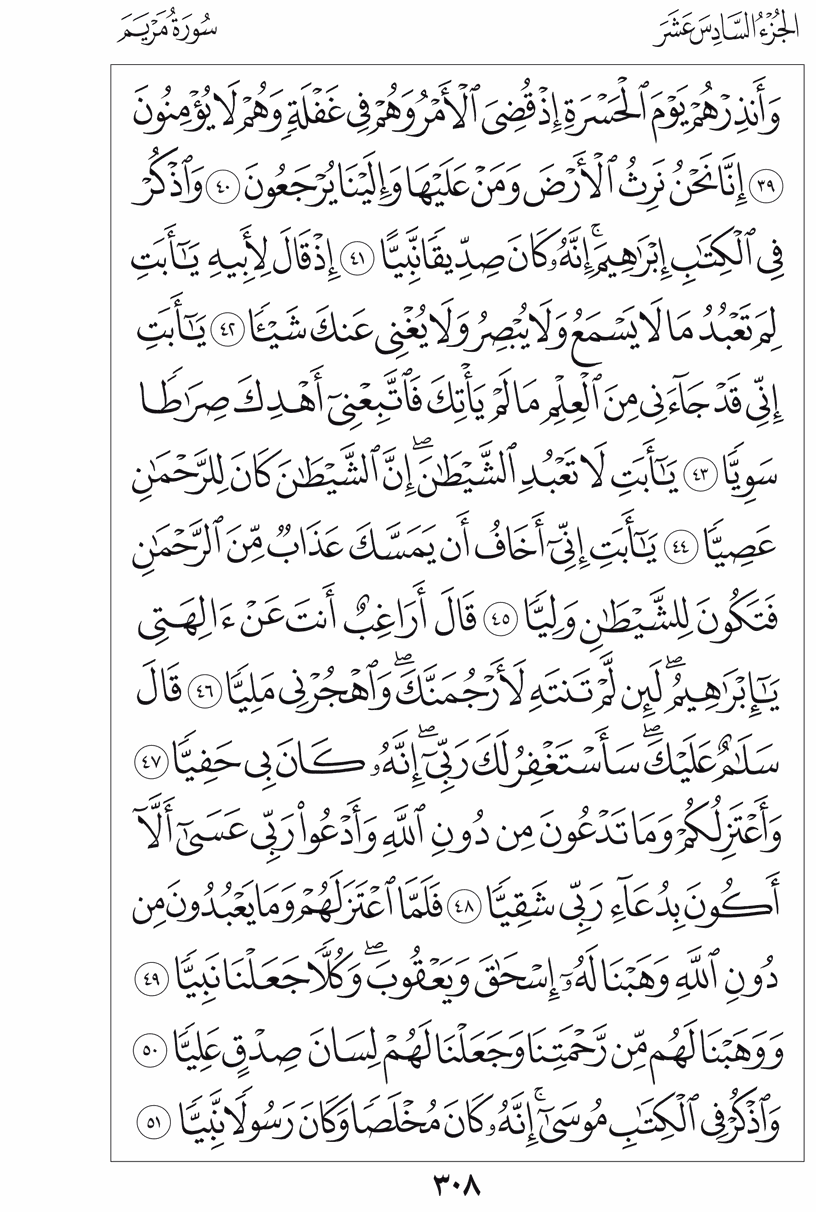 الجُزْءُ السَّادِسَ عَشَرَ
سُورَةُ مَرْيَمَ
وَأَنذِرْهُمْ يَوْمَ ٱلْحَسْرَةِ إِذْ قُضِىَ ٱلْأَمْرُ وَهُمْ فِى غَفْلَةٍ وَهُمْ لَا يُؤْمِنُونَ
٣٩ إِنَّا نَحْنُ نَرِثُ ٱلْأَرْضَ وَمَنْ عَلَيْهَا وَإِلَيْنَا يُرْجَعُونَ ٤٠ وَٱذْكُرْ
فِى ٱلْكِتَٰبِ إِبْرَٰهِيمَ ۚ إِنَّهُۥ كَانَ صِدِّيقًا نَّبِيًّا ٤١ إِذْ قَالَ لِأَبِيهِ يَٰٓأَبَتِ
لِمَ تَعْبُدُ مَا لَا يَسْمَعُ وَلَا يُبْصِرُ وَلَا يُغْنِى عَنكَ شَيْـًٔا ٤٢ يَٰٓأَبَتِ
إِنِّى قَدْ جَآءَنِى مِنَ ٱلْعِلْمِ مَا لَمْ يَأْتِكَ فَٱتَّبِعْنِىٓ أَهْدِكَ صِرَٰطًا
سَوِيًّا ٤٣ يَٰٓأَبَتِ لَا تَعْبُدِ ٱلشَّيْطَٰنَ ۖ إِنَّ ٱلشَّيْطَٰنَ كَانَ لِلرَّحْمَٰنِ
عَصِيًّا ٤٤ يَٰٓأَبَتِ إِنِّىٓ أَخَافُ أَن يَمَسَّكَ عَذَابٌ مِّنَ ٱلرَّحْمَٰنِ
فَتَكُونَ لِلشَّيْطَٰنِ وَلِيًّا ٤٥ قَالَ أَرَاغِبٌ أَنتَ عَنْ ءَالِهَتِى
يَٰٓإِبْرَٰهِيمُ ۖ لَئِن لَّمْ تَنتَهِ لَأَرْجُمَنَّكَ ۖ وَٱهْجُرْنِى مَلِيًّا ٤٦ قَالَ
سَلَٰمٌ عَلَيْكَ ۖ سَأَسْتَغْفِرُ لَكَ رَبِّىٓ ۖ إِنَّهُۥ كَانَ بِى حَفِيًّا ٤٧
وَأَعْتَزِلُكُمْ وَمَا تَدْعُونَ مِن دُونِ ٱللَّهِ وَأَدْعُوا۟ رَبِّى عَسَىٰٓ أَلَّآ
أَكُونَ بِدُعَآءِ رَبِّى شَقِيًّا ٤٨ فَلَمَّا ٱعْتَزَلَهُمْ وَمَا يَعْبُدُونَ مِن
دُونِ ٱللَّهِ وَهَبْنَا لَهُۥٓ إِسْحَٰقَ وَيَعْقُوبَ ۖ وَكُلًّا جَعَلْنَا نَبِيًّا ٤٩
وَوَهَبْنَا لَهُم مِّن رَّحْمَتِنَا وَجَعَلْنَا لَهُمْ لِسَانَ صِدْقٍ عَلِيًّا ٥٠
وَٱذْكُرْ فِى ٱلْكِتَٰبِ مُوسَىٰٓ ۚ إِنَّهُۥ كَانَ مُخْلَصًا وَكَانَ رَسُولًا نَّبِيًّا ٥١
٣٠٨